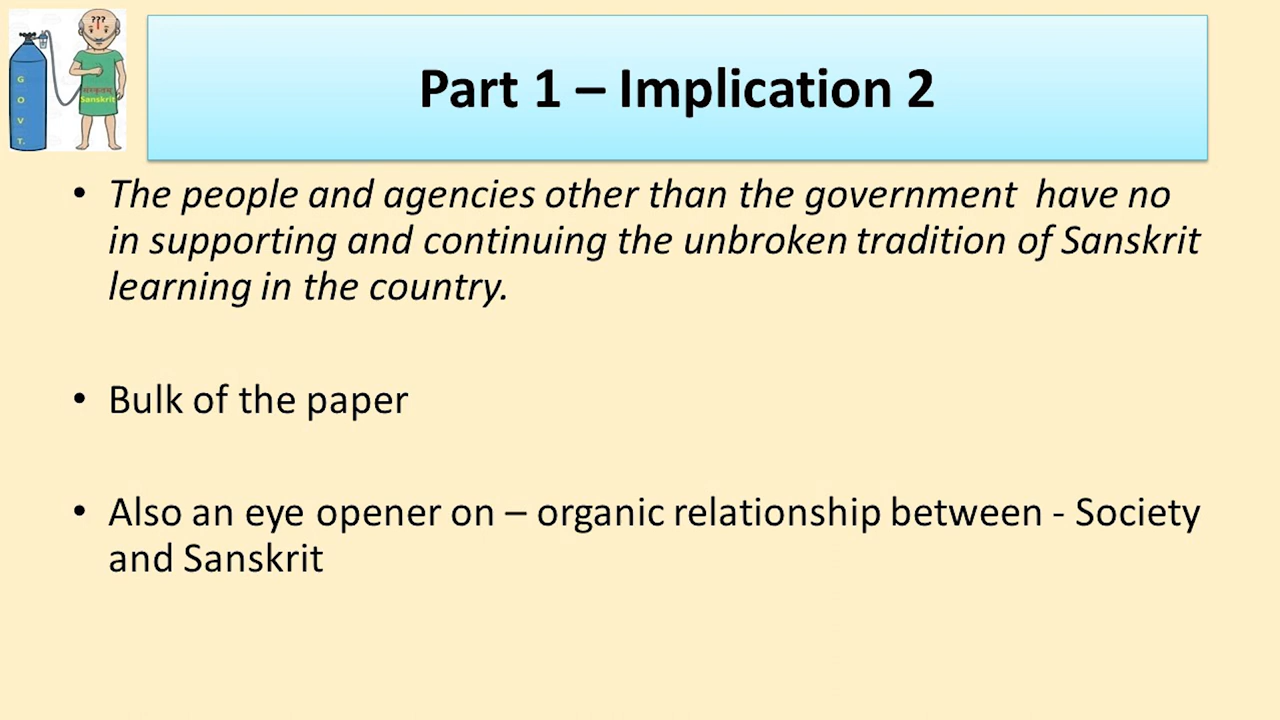 ???
G
O
V
T.
Sanskrit
Part 1 – Implication 2
• The people and agencies other than the government have no
in supporting and continuing the unbroken tradition of Sanskrit
learning in the country.
• Bulk of the paper
• Also an eye opener on – organic relationship between - Society
and Sanskrit